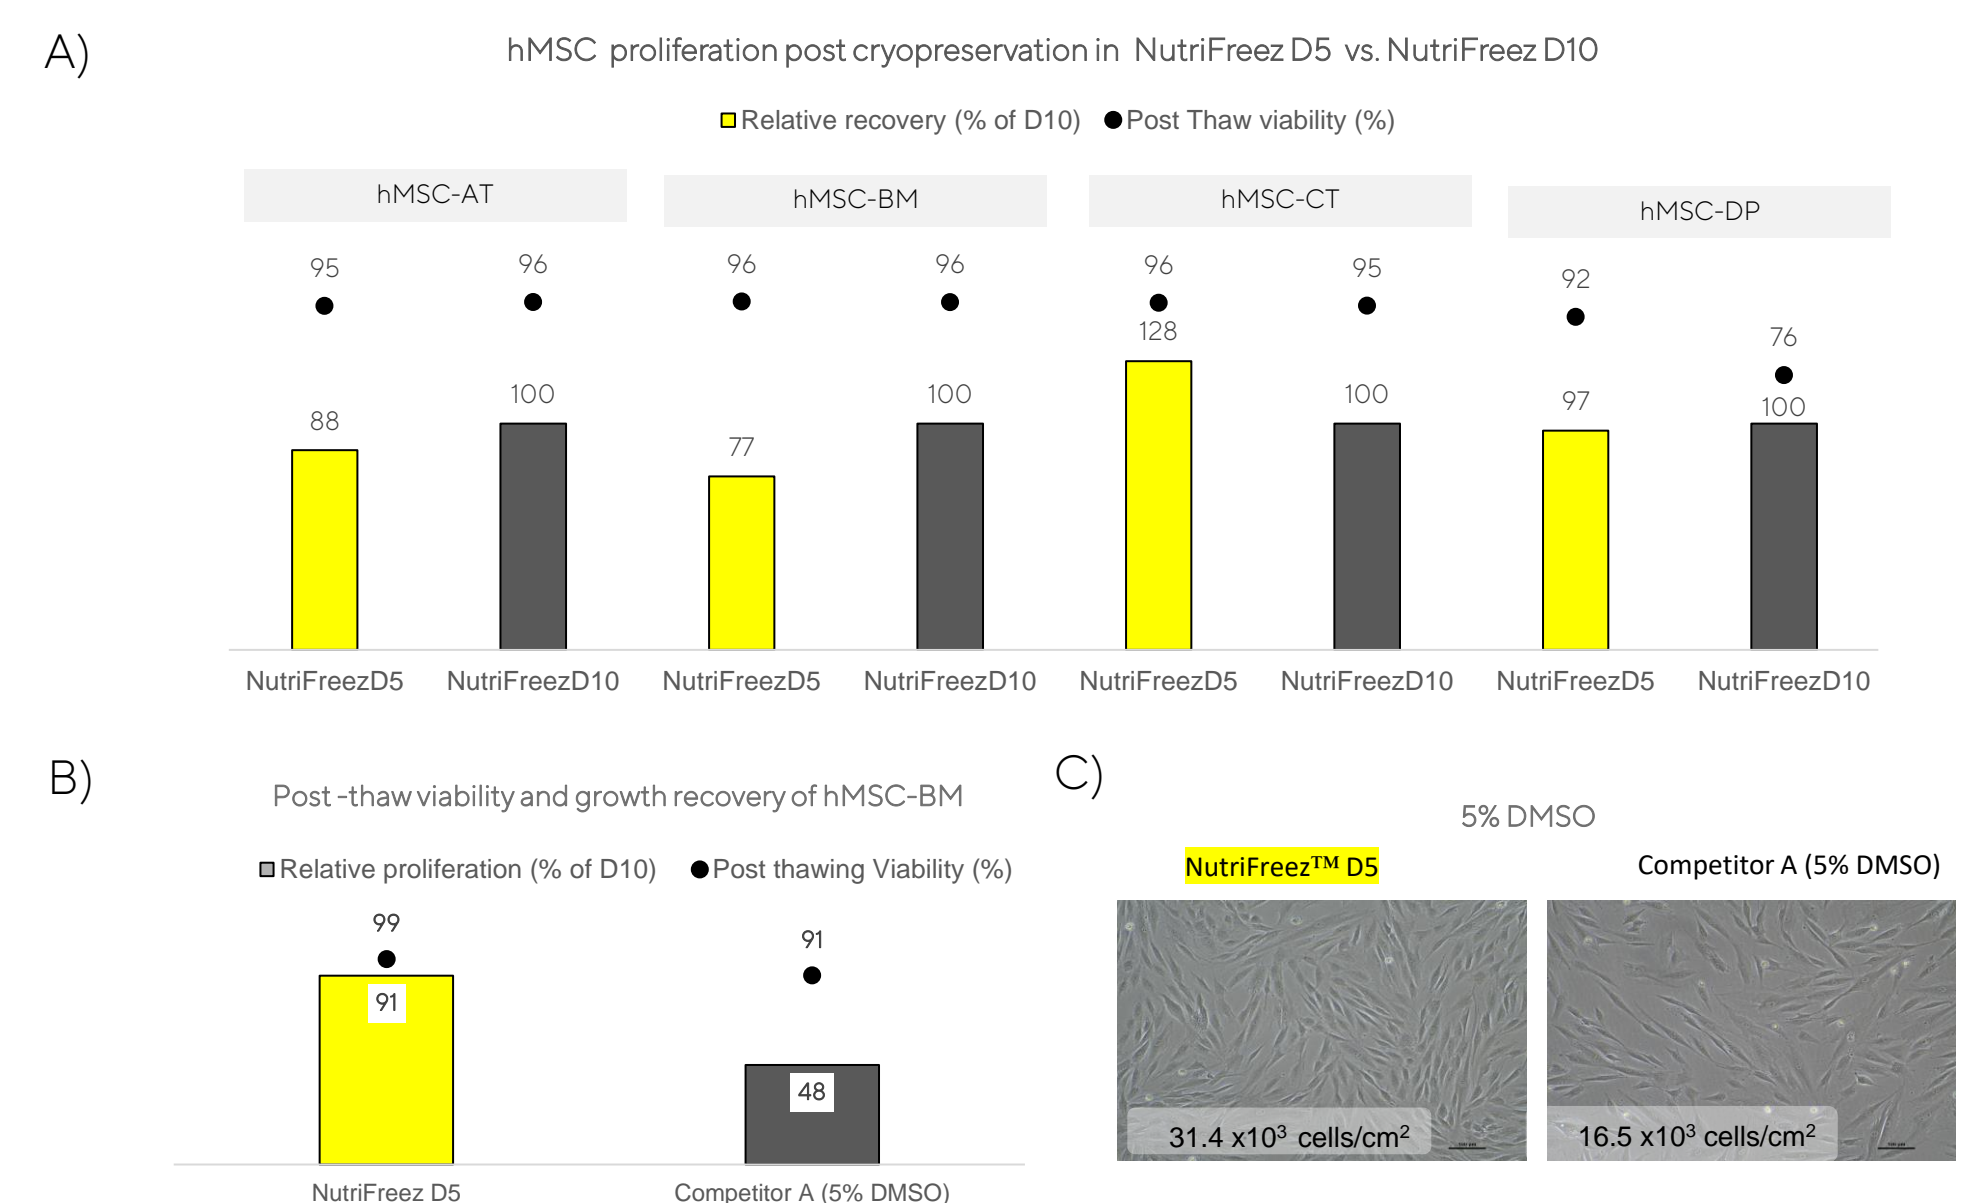 A)
hMSC proliferation post cryopreservation in NutriFreez D5 vs. NutriFreez D10
Relative recovery (% of D10) Post Thaw viability (%)
hMSC-AT hMSC-BM hMSC-CT hMSC-DP
95 96 96 96 96 95 92 76
88 100 77 100 128 100 97 100
NutriFreezD5 NutriFreezD10 NutriFreezD5 NutriFreezD10 NutriFreezD5 NutriFreezD10 NutriFreezD5 NutriFreezD10
B)
Post -thaw viability and growth recovery of hMSC-BM
Relative proliferation (% of D10) Post thawing Viability (%)
99 91
91 48
NutriFreez D5 Competitor A (5% DMSO)
C)
5% DMSO
NutriFreez™ D5 Competitor A (5% DMSO)
31.4 x10³ cells/cm² 16.5 x10³ cells/cm²